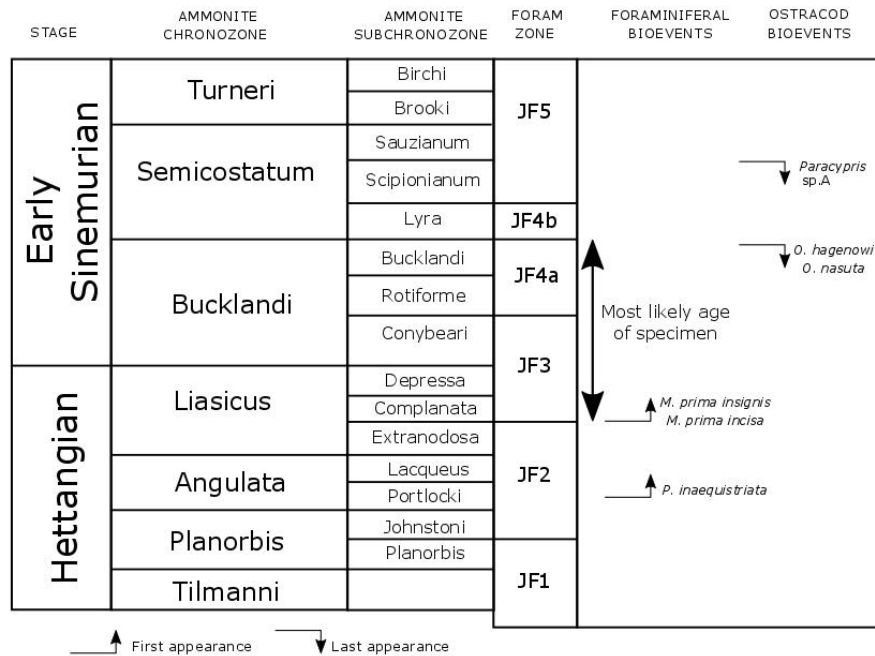 STAGE
AMMONITE
CHRONOZONE
AMMONITE
SUBCHRONOZONE
FORAM
ZONE
FORAMINIFERAL
BIOEVENTS
OSTRACOD
BIOEVENTS
Early
Sinemurian
Hettangian
Turneri
Semicostatum
Bucklandi
Liasicus
Angulata
Planorbis
Tilmanni
Birchi
Brooki
Sauzianum
Scipionianum
Lyra
Bucklandi
Rotiforme
Conybeari
Depressa
Complanata
Extranodosa
Lacqueus
Portlocki
Johnstoni
Planorbis
JF5
JF4b
JF4a
JF3
JF2
JF1
Most likely age
of specimen
M. prima insignis
M. prima incisa
P. inaequistriata
Paracypris
sp.A
O. hagenowi
O. nasuta
First appearance
Last appearance